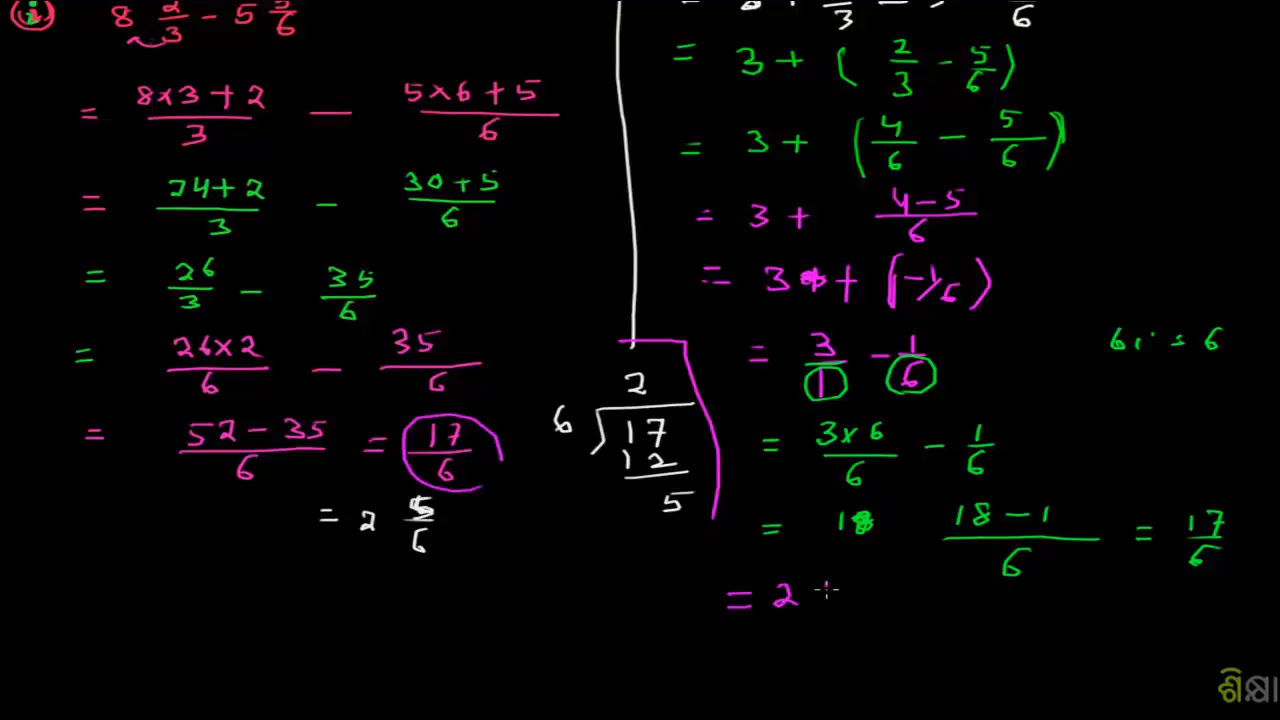 (i) 8 2/3 - 5 5/6
= (8×3+2)/3 - (5×6+5)/6
= (24+2)/3 - (30+5)/6
= 26/3 - 35/6
= (26×2)/6 - 35/6
= (52-35)/6 = 17/6
= 2 5/6
2
6 17
12
5
= 3 + (2/3 - 5/6)
= 3 + (4/6 - 5/6)
= 3 + (4-5)/6
= 3 + (-1/6)
= 3/1 - 1/6
6,1 = 6
= (3×6)/6 - 1/6
= 18 (18-1)/6 = 17/6
= 2
ଶିକ୍ଷା